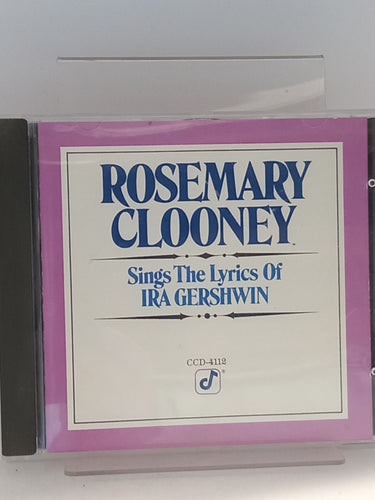 ROSEMARY
CLOONEY
Sings The Lyrics Of
IRA GERSHWIN
CCD-4112
®